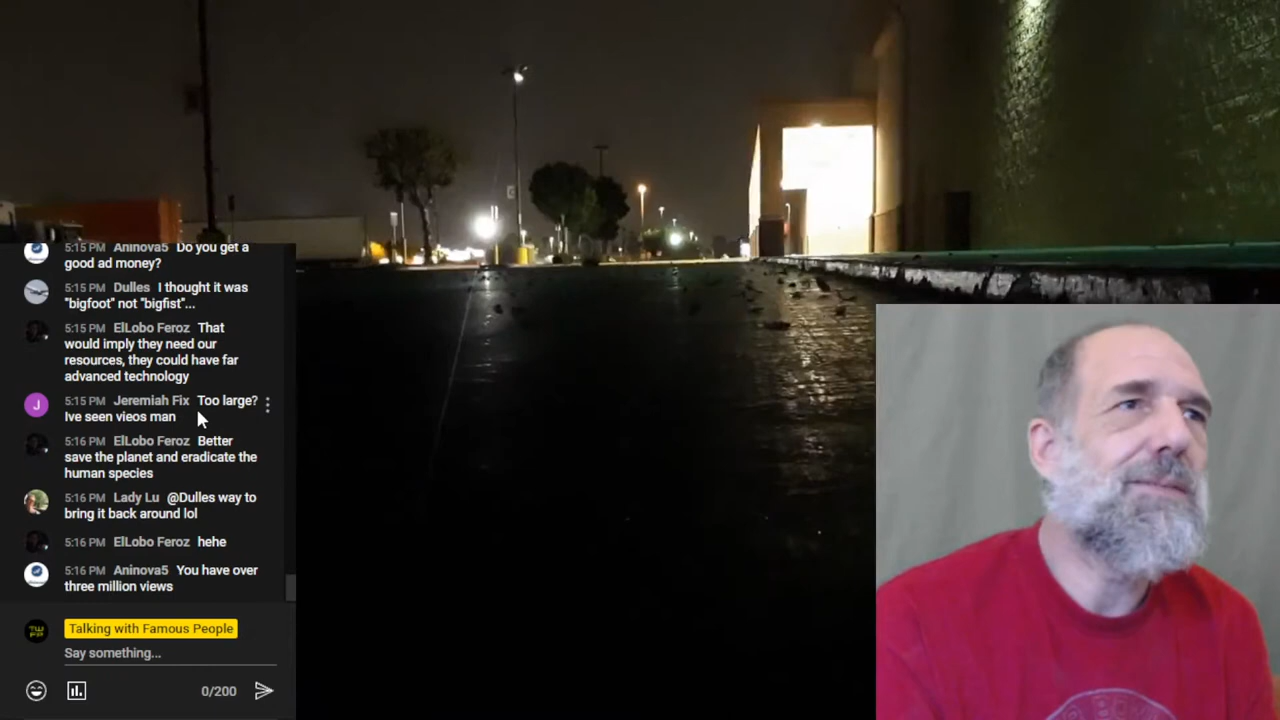 5:15 PM Aninova5 Do you get a
good ad money?
5:15 PM Dulles I thought it was
"bigfoot" not "bigfist"...
5:15 PM ElLobo Feroz That
would imply they need our
resources, they could have far
advanced technology
J 5:15 PM Jeremiah Fix Too large?
Ive seen vieos man
5:16 PM ElLobo Feroz Better
save the planet and eradicate the
human species
5:16 PM Lady Lu @Dulles way to
bring it back around lol
5:16 PM ElLobo Feroz hehe
5:16 PM Aninova5 You have over
three million views
TW
FP
Talking with Famous People
Say something...
0/200